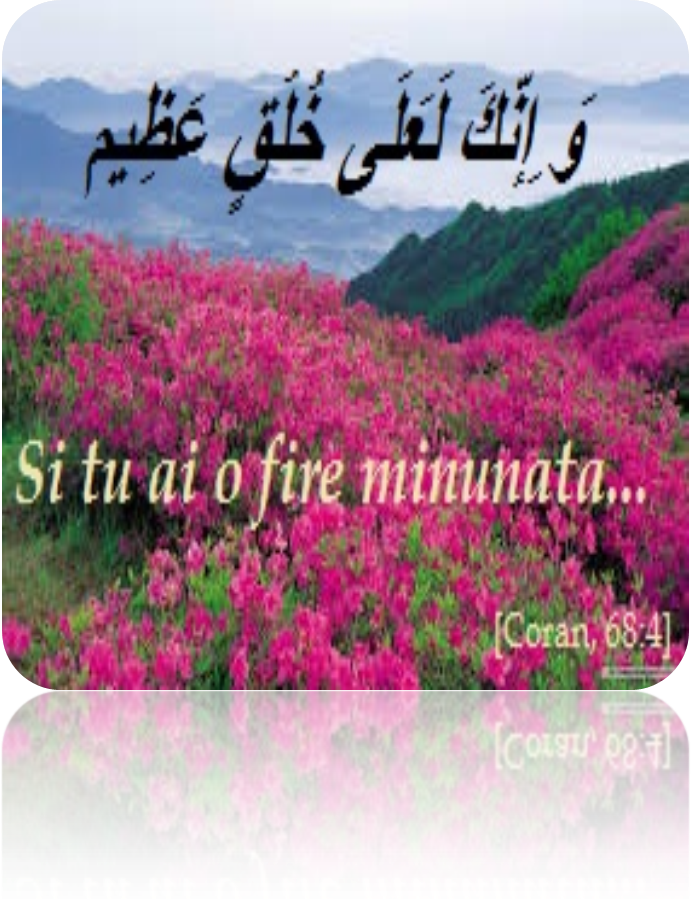 وَ اِنّكَ لَعَلَى خُلُقٍ عَظِيم
Si tu ai o fire minunata...
[Coran, 68:4]